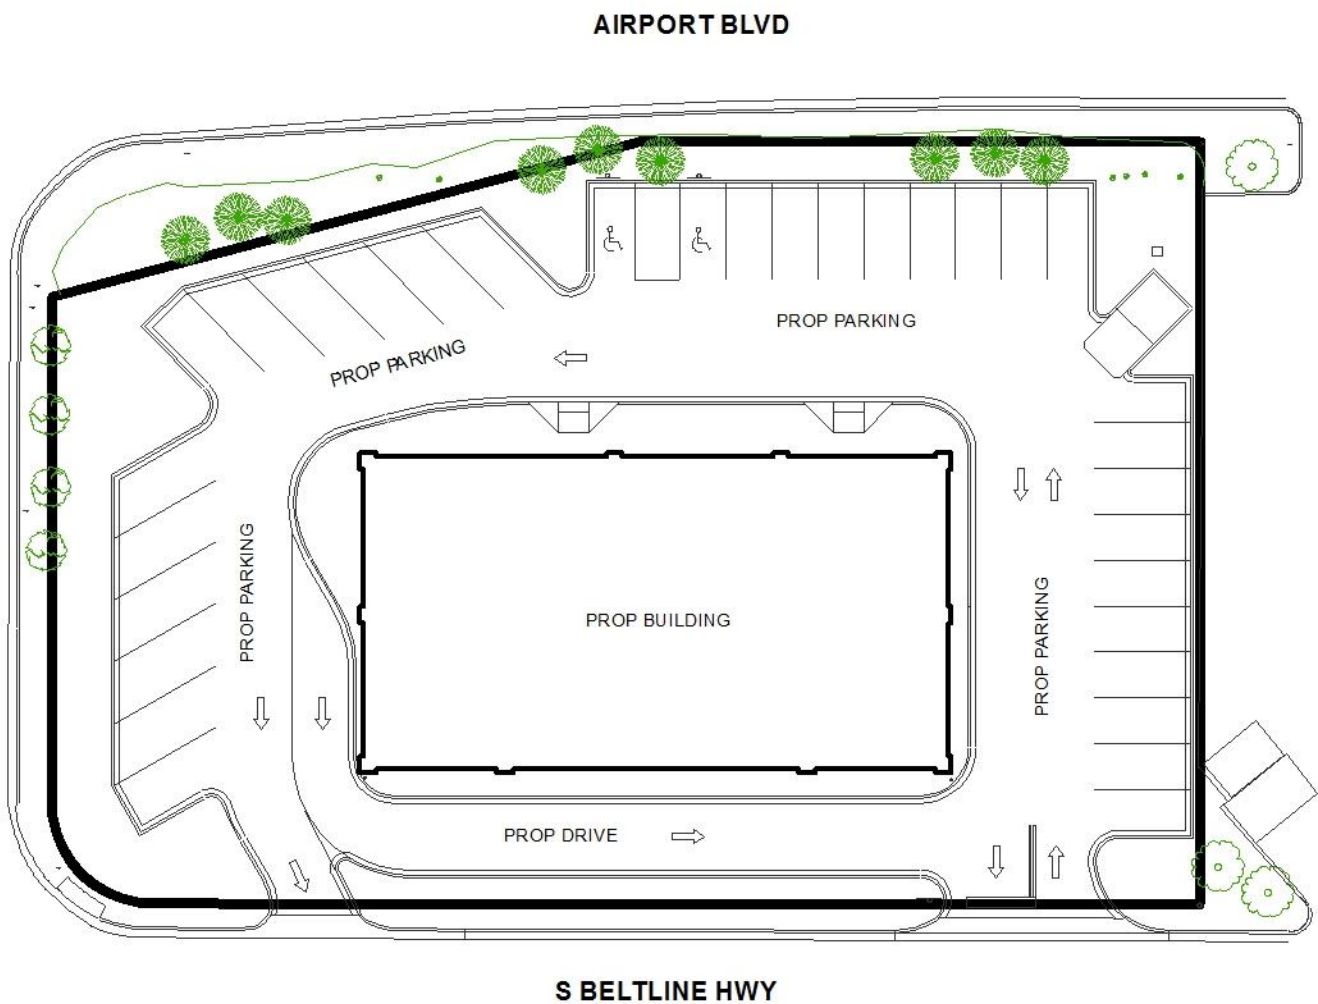 AIRPORT BLVD
PROP PARKING
PROP PARKING
PROP PARKING
PROP PARKING
PROP BUILDING
PROP DRIVE
S BELTLINE HWY